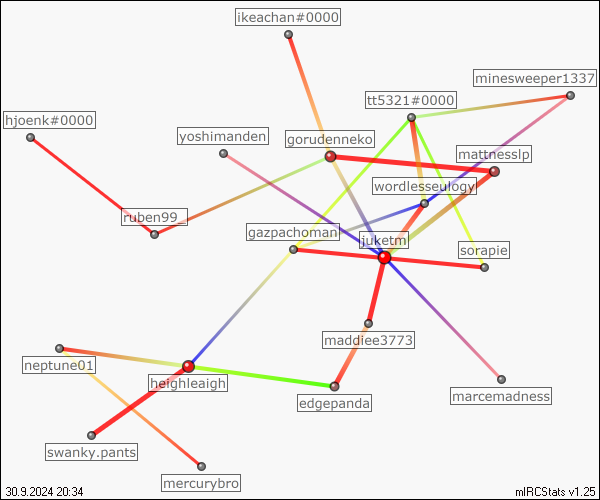 ikeachan#0000
minesweeper1337
tt5321#0000
hjoenk#0000
yoshimanden
gorudenneko
mattnesslp
wordlesseulogy
ruben99_
gazpachoman
juketm
sorapie
maddiee3773
neptune01
heighleaigh
marcemadness
edgepanda
swanky.pants
mercurybro
30.9.2024 20:34
mIRCStats v1.25